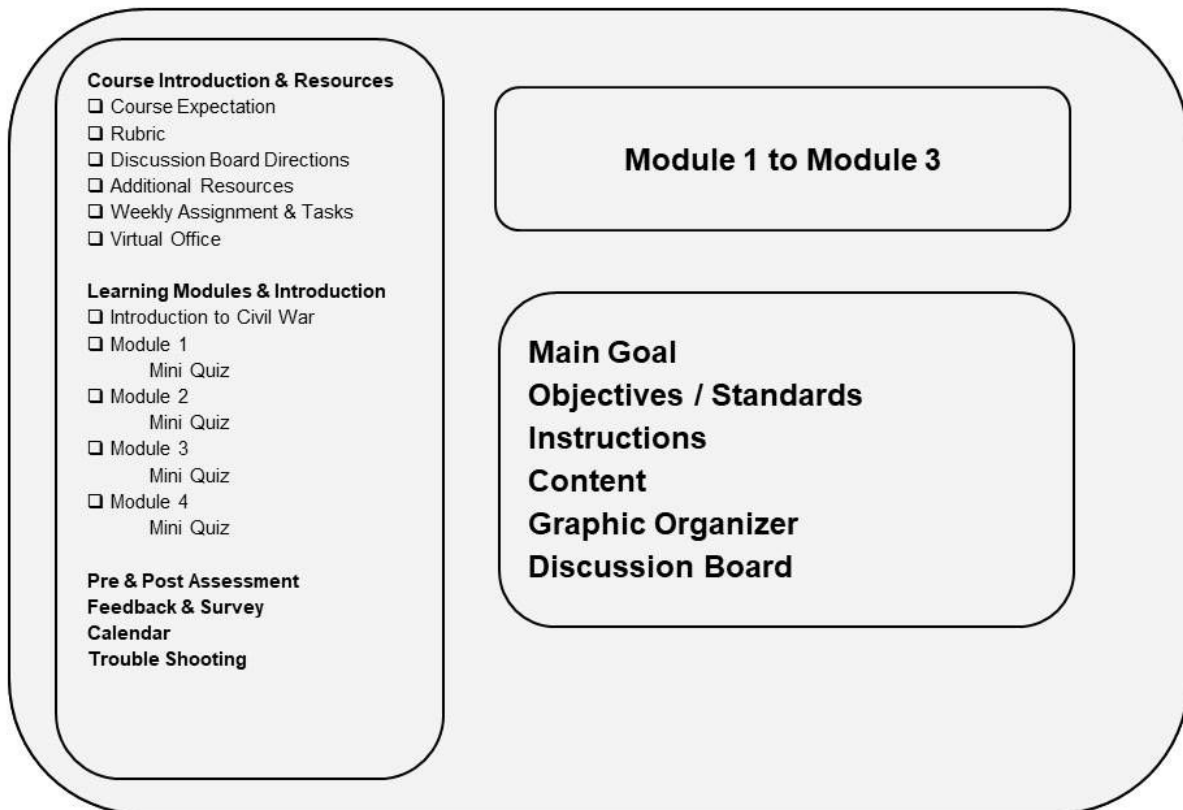 Course Introduction & Resources
❑ Course Expectation
❑ Rubric
❑ Discussion Board Directions
❑ Additional Resources
❑ Weekly Assignment & Tasks
❑ Virtual Office
Learning Modules & Introduction
❑ Introduction to Civil War
❑ Module 1
Mini Quiz
❑ Module 2
Mini Quiz
❑ Module 3
Mini Quiz
❑ Module 4
Mini Quiz
Pre & Post Assessment
Feedback & Survey
Calendar
Trouble Shooting
Module 1 to Module 3
Main Goal
Objectives / Standards
Instructions
Content
Graphic Organizer
Discussion Board